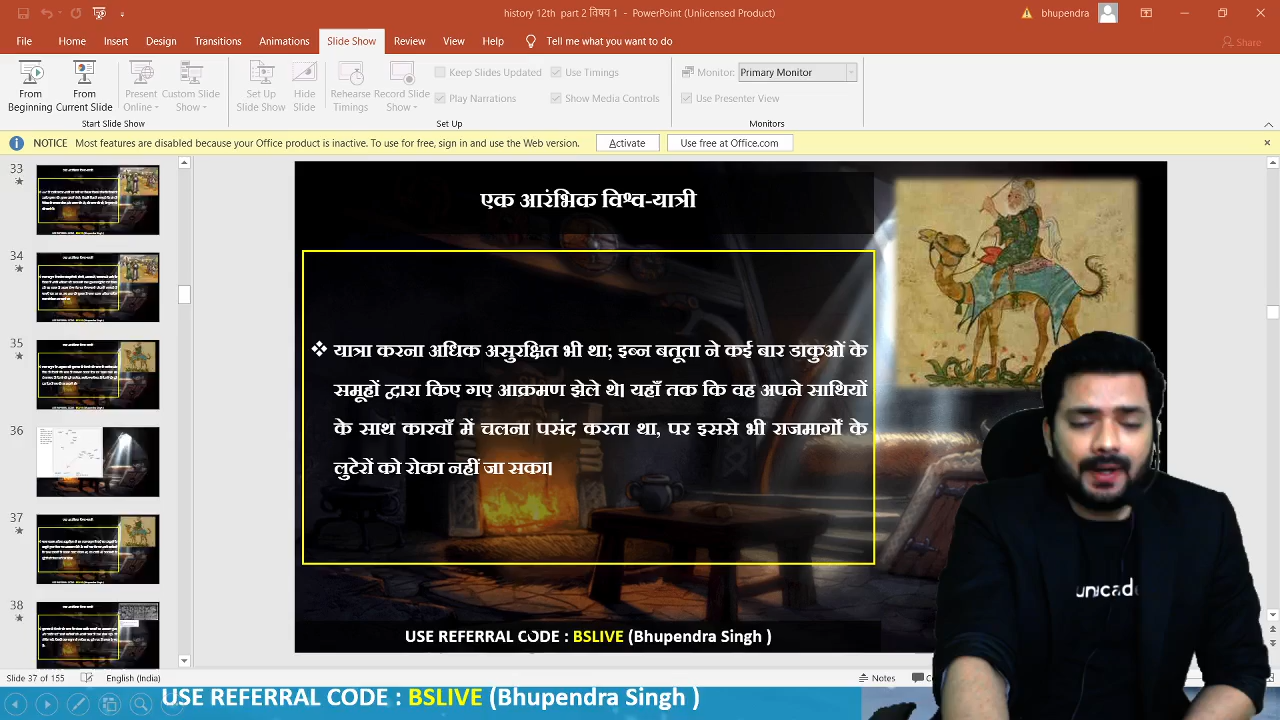 history 12th part 2 विषय 1 - PowerPoint (Unlicensed Product)
bhupendra
File Home Insert Design Transitions Animations Slide Show Review View Help Tell me what you want to do Share
From Beginning
From Current Slide
Present Online
Custom Slide Show
Set Up Slide Show
Hide Slide
Rehearse Timings
Record Slide Show
Keep Slides Updated
Play Narrations
Use Timings
Show Media Controls
Monitor: Primary Monitor
Use Presenter View
Start Slide Show
Set Up
Monitors
NOTICE Most features are disabled because your Office product is inactive. To use for free, sign in and use the Web version. Activate Use free at Office.com
33
34
35
36
37
38
एक आरंभिक विश्व-यात्री
❖ यात्रा करना अधिक असुरक्षित भी था; इब्न बतूता ने कई बार डाकुओं के
समूहों द्वारा किए गए आक्रमण झेले थे। यहाँ तक कि वह अपने साथियों
के साथ कारवाँ में चलना पसंद करता था, पर इससे भी राजमार्गों के
लुटेरों को रोका नहीं जा सका।
USE REFERRAL CODE : BSLIVE (Bhupendra Singh )
Slide 37 of 155 English (India) Notes
USE REFERRAL CODE : BSLIVE (Bhupendra Singh )